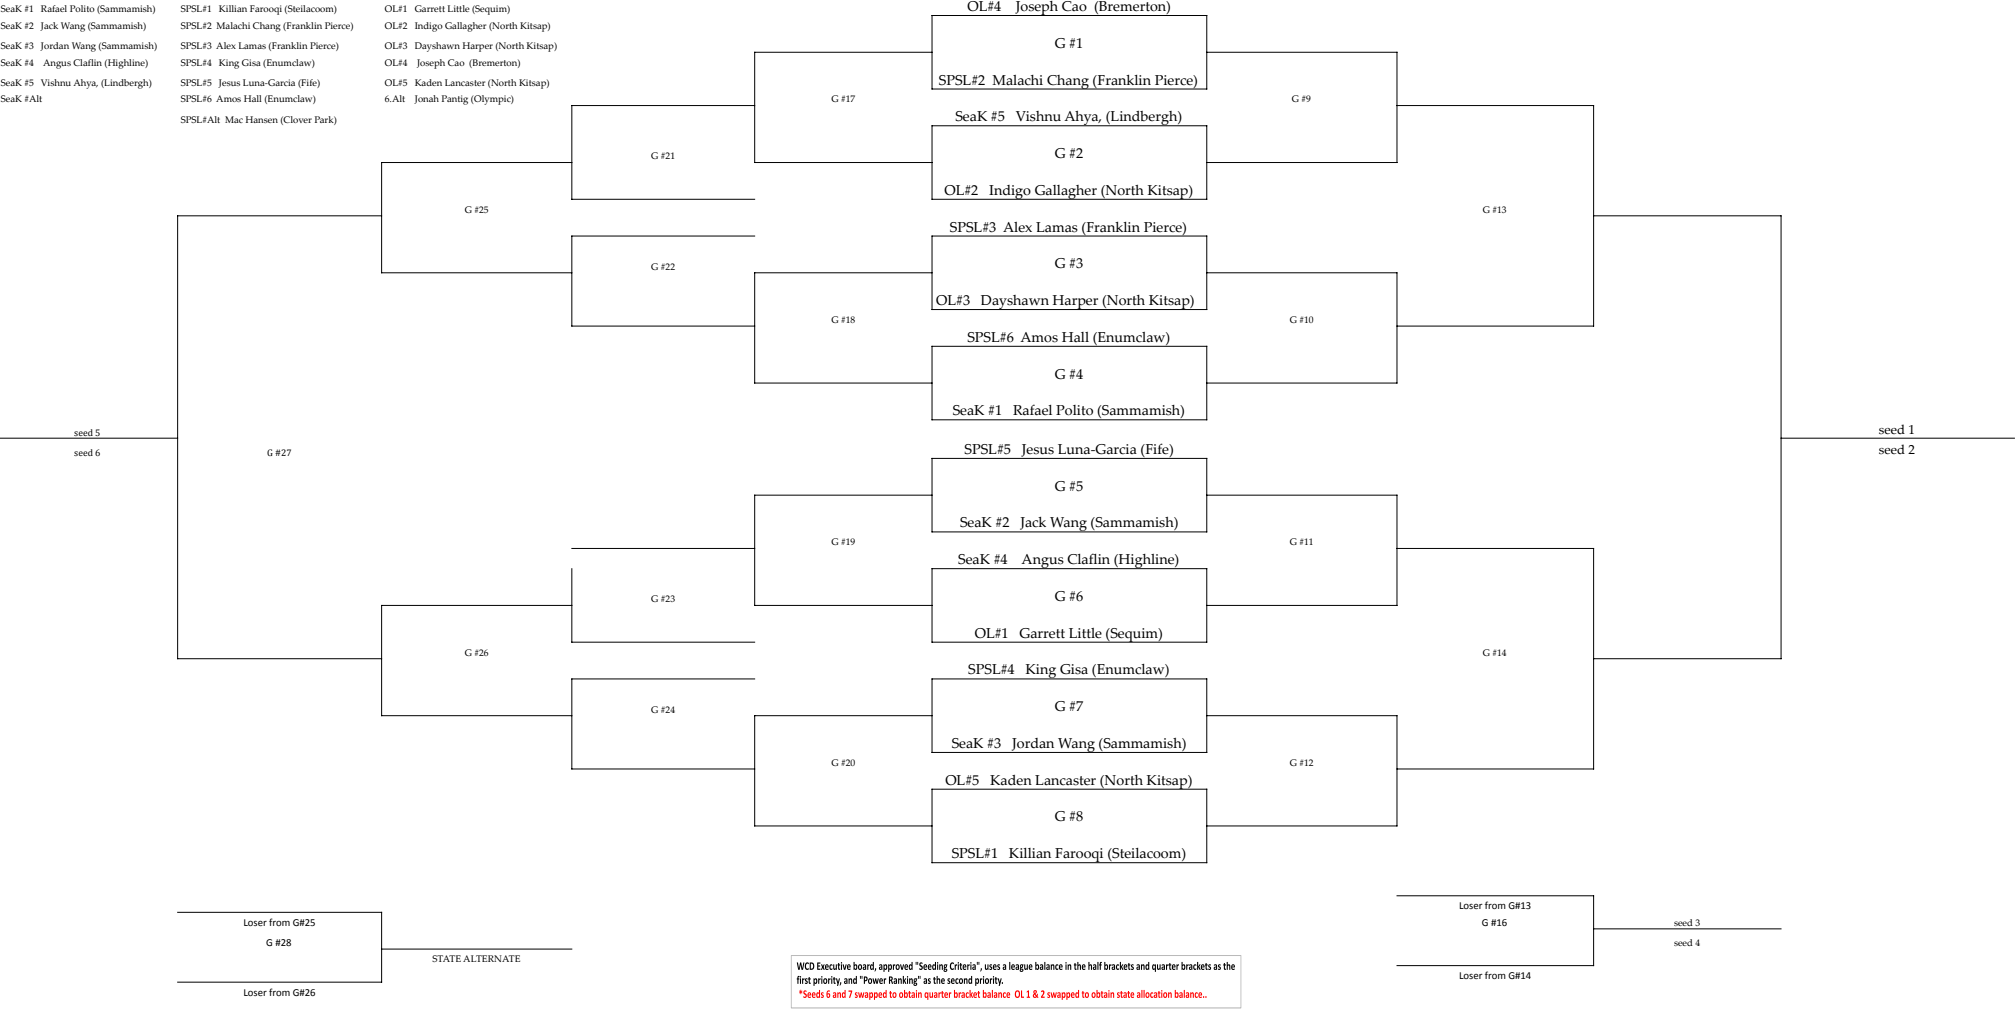 SeaK #1 Rafael Polito (Sammamish)
SeaK #2 Jack Wang (Sammamish)
SeaK #3 Jordan Wang (Sammamish)
SeaK #4 Angus Claflin (Highline)
SeaK #5 Vishnu Ahya, (Lindbergh)
SeaK #Alt
SPSL#1 Killian Farooqi (Steilacoom)
SPSL#2 Malachi Chang (Franklin Pierce)
SPSL#3 Alex Lamas (Franklin Pierce)
SPSL#4 King Gisa (Enumclaw)
SPSL#5 Jesus Luna-Garcia (Fife)
SPSL#6 Amos Hall (Enumclaw)
SPSL#Alt Mac Hansen (Clover Park)
OL#1 Garrett Little (Sequim)
OL#2 Indigo Gallagher (North Kitsap)
OL#3 Dayshawn Harper (North Kitsap)
OL#4 Joseph Cao (Bremerton)
OL#5 Kaden Lancaster (North Kitsap)
6.Alt Jonah Pantig (Olympic)
seed 5
seed 6
G #27
G #25
G #26
G #21
G #22
G #23
G #24
G #17
G #18
G #19
G #20
OL#4 Joseph Cao (Bremerton)
G #1
SPSL#2 Malachi Chang (Franklin Pierce)
SeaK #5 Vishnu Ahya, (Lindbergh)
G #2
OL#2 Indigo Gallagher (North Kitsap)
SPSL#3 Alex Lamas (Franklin Pierce)
G #3
OL#3 Dayshawn Harper (North Kitsap)
SPSL#6 Amos Hall (Enumclaw)
G #4
SeaK #1 Rafael Polito (Sammamish)
SPSL#5 Jesus Luna-Garcia (Fife)
G #5
SeaK #2 Jack Wang (Sammamish)
SeaK #4 Angus Claflin (Highline)
G #6
OL#1 Garrett Little (Sequim)
SPSL#4 King Gisa (Enumclaw)
G #7
SeaK #3 Jordan Wang (Sammamish)
OL#5 Kaden Lancaster (North Kitsap)
G #8
SPSL#1 Killian Farooqi (Steilacoom)
G #9
G #10
G #11
G #12
G #13
G #14
seed 1
seed 2
Loser from G#25
G #28
Loser from G#26
STATE ALTERNATE
WCD Executive board, approved "Seeding Criteria", uses a league balance in the half brackets and quarter brackets as the
first priority, and "Power Ranking" as the second priority.
*Seeds 6 and 7 swapped to obtain quarter bracket balance OL 1 & 2 swapped to obtain state allocation balance..
Loser from G#13
G #16
Loser from G#14
seed 3
seed 4